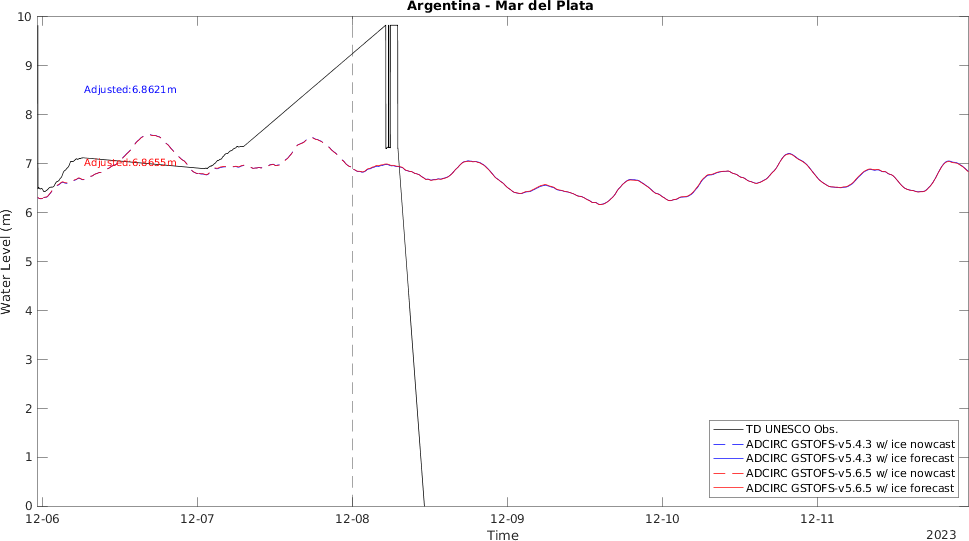 Argentina - Mar del Plata
10
9
8
7
6
5
4
3
2
1
0
Water Level (m)
Adjusted:6.8621m
Adjusted:6.8655m
TD UNESCO Obs.
ADCIRC GSTOFS-v5.4.3 w/ ice nowcast
ADCIRC GSTOFS-v5.4.3 w/ ice forecast
ADCIRC GSTOFS-v5.6.5 w/ ice nowcast
ADCIRC GSTOFS-v5.6.5 w/ ice forecast
12-06 12-07 12-08 12-09 12-10 12-11
Time
2023